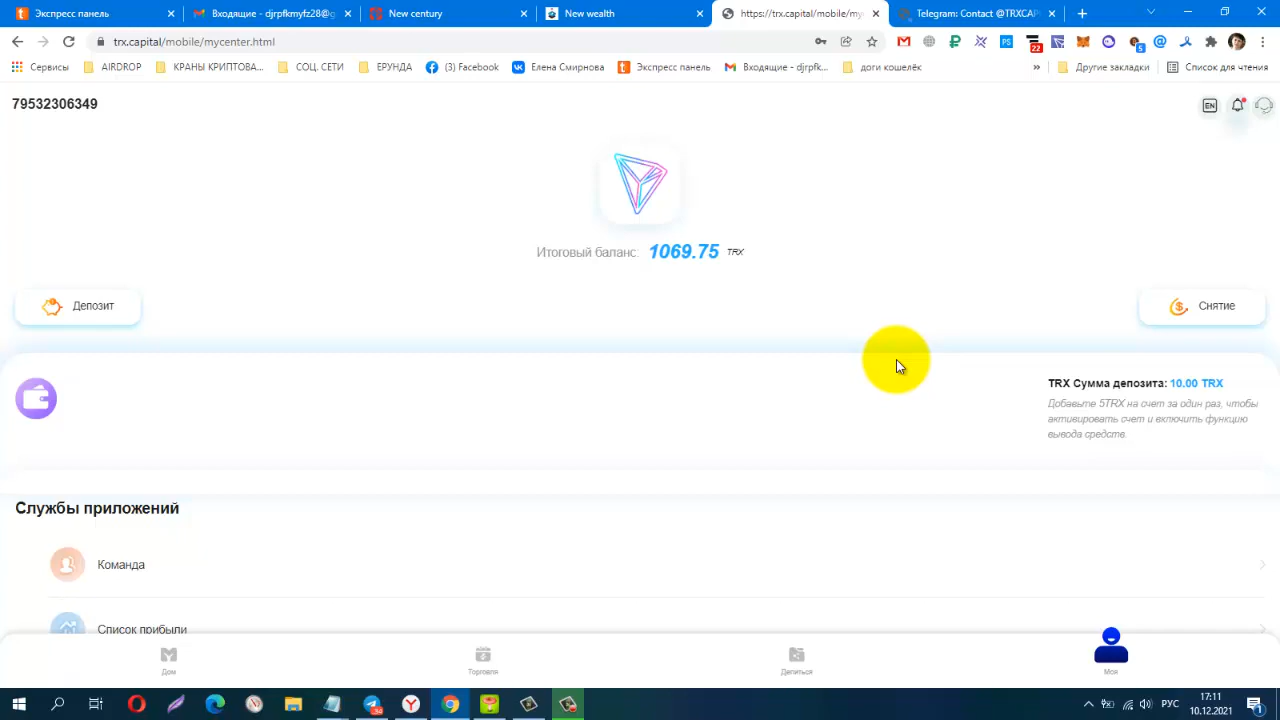 Экспресс панель
Входящие - djrpfkmyfz28@g
New century
New wealth
https://trx.capital/mobile/my
Telegram: Contact @TRXCAP
trx.capital/mobile/mycenter.html
PS
22
5
Сервисы
AIRDROP
КРАНЫ КРИПТОВА...
СОЦ. СЕТИ
ЕРУНДА
(3) Facebook
Елена Смирнова
Экспресс панель
Входящие - djrpfk...
доги кошелёк
»
Другие закладки
Список для чтения
79532306349
EN
Итоговый баланс: 1069.75 TRX
Депозит
Снятие
TRX Сумма депозита: 10.00 TRX
Добавьте 5TRX на счет за один раз, чтобы
активировать счет и включить функцию
вывода средств.
Службы приложений
Команда
Список прибыли
Дом
Торговля
Делиться
Моя
РУС
17:11
10.12.2021